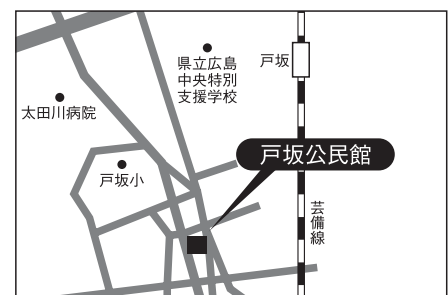 県立広島
中央特別
支援学校
戸坂
太田川病院
戸坂公民館
戸坂小
芸備線